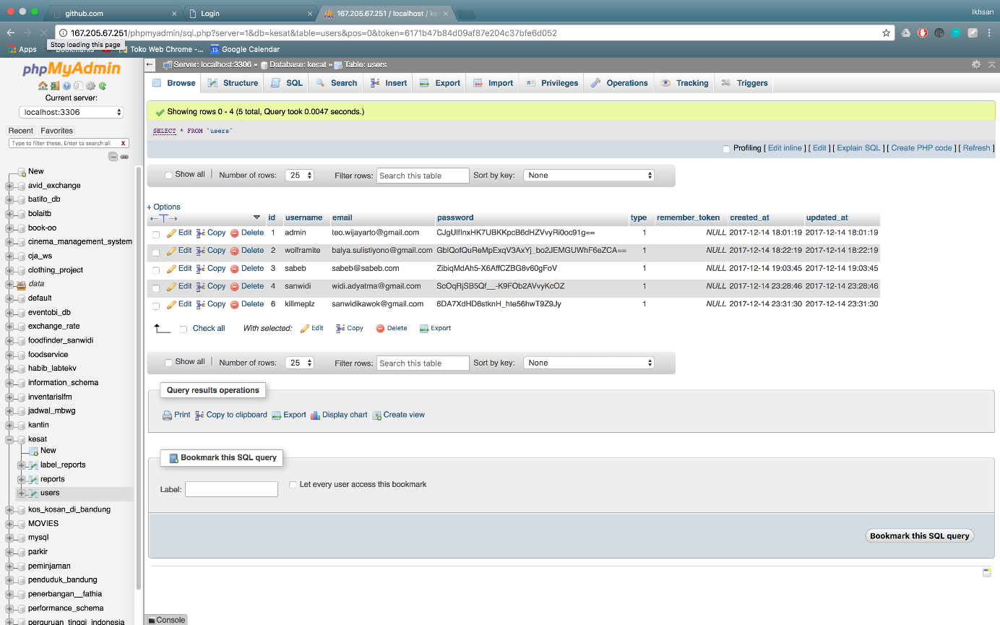 github.com
Login
167.205.67.251 / localhost / kes
Ikhsan
167.205.67.251/phpmyadmin/sql.php?server=1&db=kesat&table=users&pos=0&token=6171b47b84d09af87e204c37bfe6d052
Stop loading this page
Apps
Bookmarks
Toko Web Chrome -...
13
Google Calendar
phpMyAdmin
Current server:
localhost:3306
Recent Favorites
Type to filter these, Enter to search all X
New
avid_exchange
batifo_db
bolaitb
book-oo
cinema_management_system
cja_ws
clothing_project
data
default
eventobi_db
exchange_rate
foodfinder_sanwidi
foodservice
habib_labtekv
information_schema
inventarislfm
jadwal_mbwg
kantin
kesat
New
label_reports
reports
users
kos_kosan_di_bandung
MOVIES
mysql
parkir
peminjaman
penduduk_bandung
penerbangan__fathia
performance_schema
perguruan_tinggi_indonesia
Server: localhost:3306 » Database: kesat » Table: users
Browse Structure SQL Search Insert Export Import Privileges Operations Tracking Triggers
Showing rows 0 - 4 (5 total, Query took 0.0047 seconds.)
SELECT * FROM `users`
Profiling [ Edit inline ] [ Edit ] [ Explain SQL ] [ Create PHP code ] [ Refresh ]
Show all | Number of rows: 25 Filter rows: Search this table Sort by key: None
+ Options
←T→ id username email password type remember_token created_at updated_at
Edit Copy Delete 1 admin teo.wijayarto@gmail.com CJgUlfInxHK7UBKKpcB6dHZVvyRi0oc91g== 1 NULL 2017-12-14 18:01:19 2017-12-14 18:01:19
Edit Copy Delete 2 wolframite balya.sulistiyono@gmail.com GblQofQuReMpExqV3AxYj_bo2JEMGUWhF6eZCA== 1 NULL 2017-12-14 18:22:19 2017-12-14 18:22:19
Edit Copy Delete 3 sabeb sabeb@sabeb.com ZibiqMdAh5-X6AffCZBG8v60gFoV 1 NULL 2017-12-14 19:03:45 2017-12-14 19:03:45
Edit Copy Delete 4 sanwidi widi.adyatma@gmail.com ScOqRjSB5Qf__-K9FOb2AVvyKcOZ 1 NULL 2017-12-14 23:28:46 2017-12-14 23:28:46
Edit Copy Delete 6 killmeplz sanwidikawok@gmail.com 6DA7XdHD6stknH_hte56hwT9Z9Jy 1 NULL 2017-12-14 23:31:30 2017-12-14 23:31:30
Check all With selected: Edit Copy Delete Export
Show all | Number of rows: 25 Filter rows: Search this table Sort by key: None
Query results operations
Print Copy to clipboard Export Display chart Create view
Bookmark this SQL query
Label: Let every user access this bookmark
Bookmark this SQL query
Console